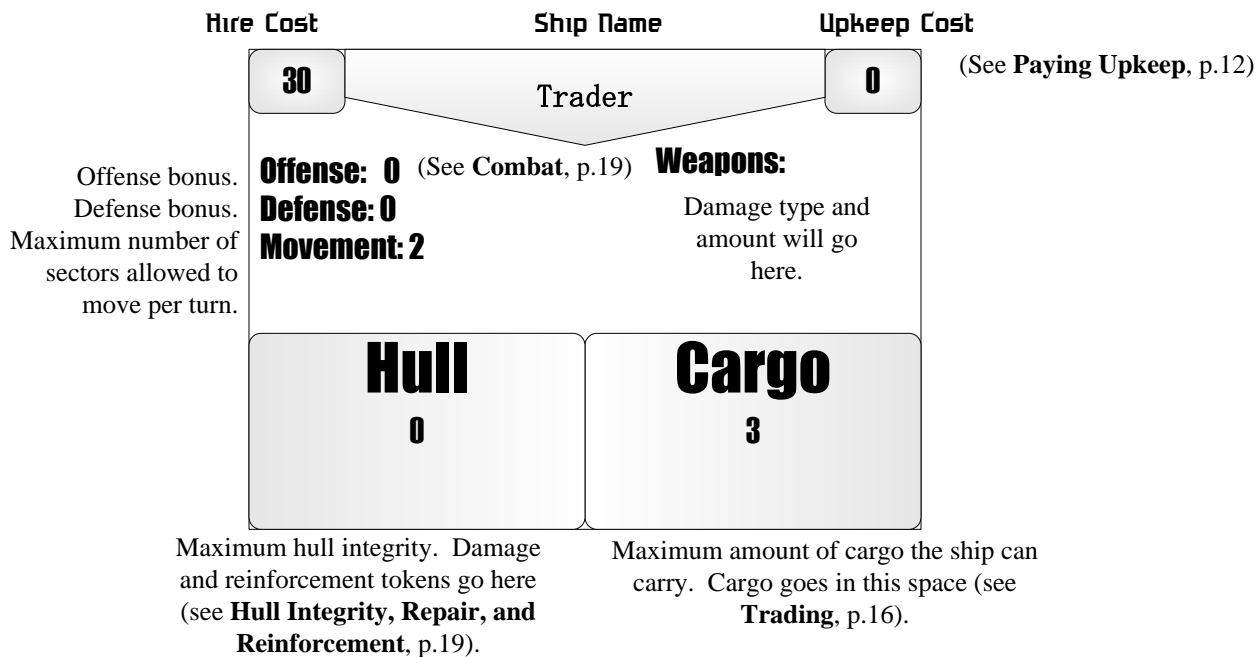 Hire Cost Ship Name Upkeep Cost
30 Trader 0 (See Paying Upkeep, p.12)
Offense bonus.
Defense bonus.
Maximum number of
sectors allowed to
move per turn.
Offense: 0 (See Combat, p.19)
Defense: 0
Movement: 2
Weapons:
Damage type and
amount will go
here.
Hull
0
Cargo
3
Maximum hull integrity. Damage
and reinforcement tokens go here
(see Hull Integrity, Repair, and
Reinforcement, p.19).
Maximum amount of cargo the ship can
carry. Cargo goes in this space (see
Trading, p.16).